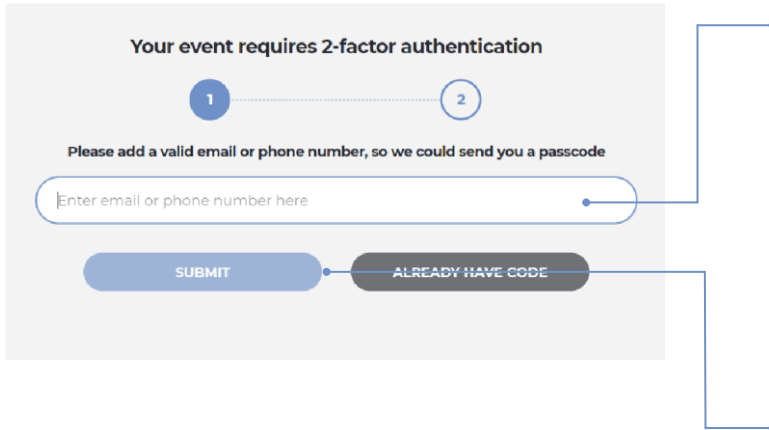 Your event requires 2-factor authentication
1 2
Please add a valid email or phone number, so we could send you a passcode
Enter email or phone number here
SUBMIT ALREADY HAVE CODE